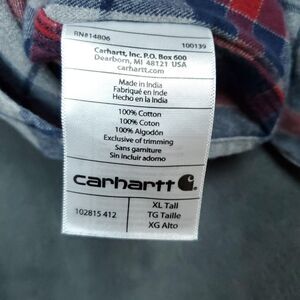 RN#14806 100139
Carhartt, Inc. P.O. Box 600
Dearborn, MI 48121 USA
carhartt.com
Made in India
Fabriqué en Inde
Hecho en la India
100% Cotton
100% Coton
100% Algodón
Exclusive of trimming
Sans garniture
Sin incluir adorno
carhartt
102815 412
XL Tall
TG Taille
XG Alto